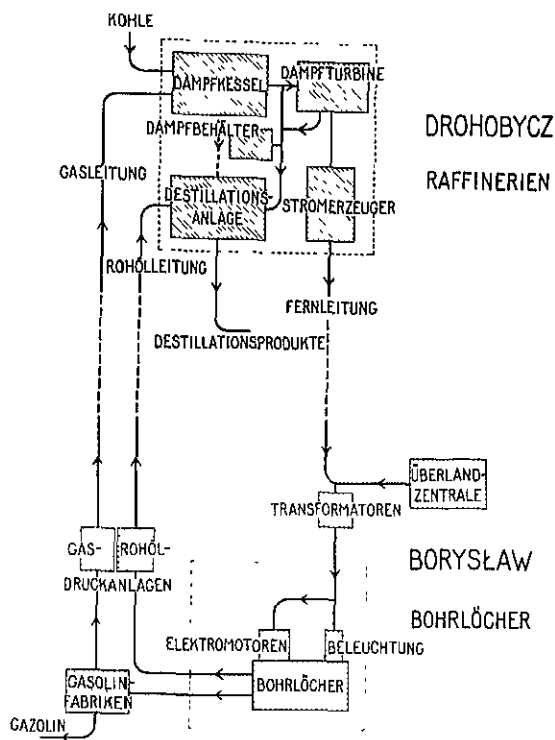 KOHLE
DAMPFKESSEL
DAMPFTURBINE
DAMPFBEHÄLTER
DROHOBYCZ
GASLEITUNG
RAFFINERIEN
DESTILLATIONS-
ANLAGE
STROMERZEUGER
ROHÖLLEITUNG
FERNLEITUNG
DESTILLATIONSPRODUKTE
ÜBERLAND-
ZENTRALE
TRANSFORMATOREN
GAS-
ROHÖL-
DRUCKANLAGEN
BORYSŁAW
BOHRLÖCHER
ELEKTROMOTOREN
BELEUCHTUNG
BOHRLÖCHER
GASOLIN-
FABRIKEN
GAZOLIN